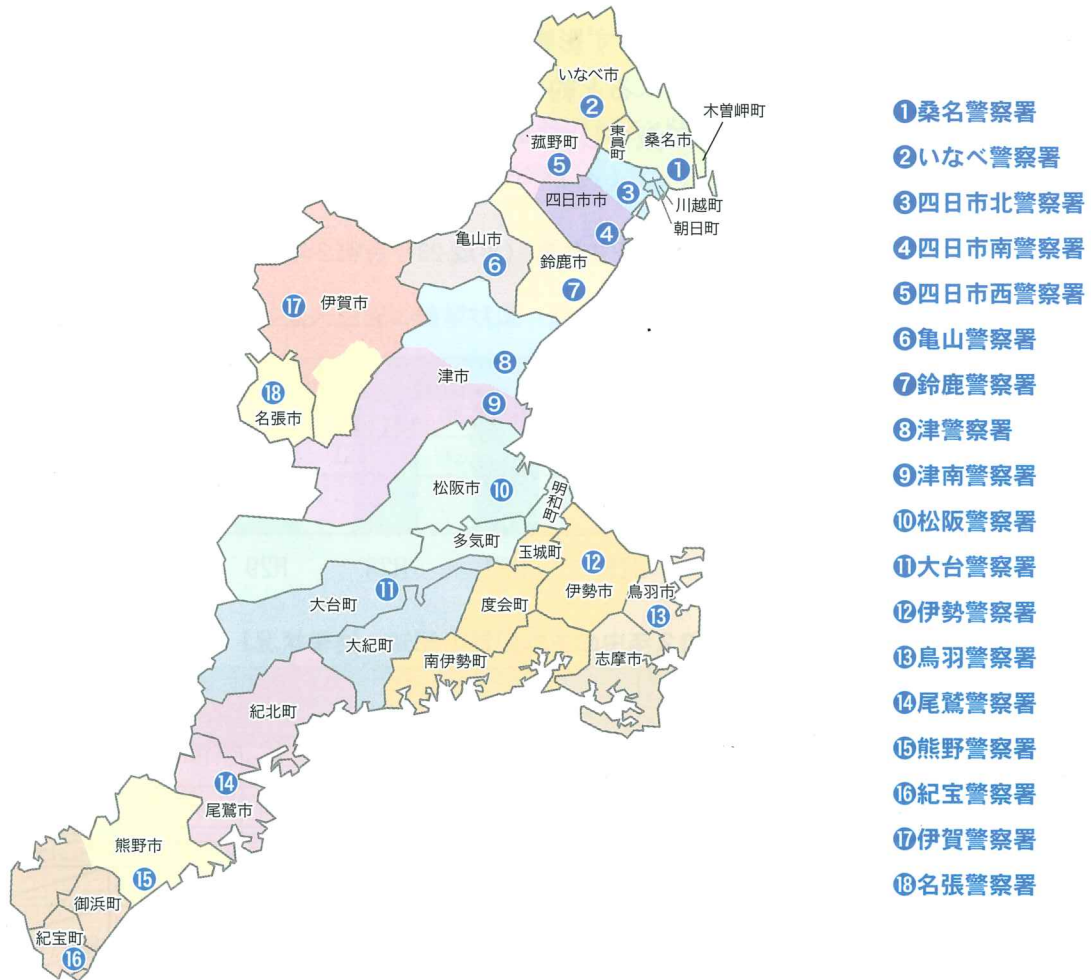 いなべ市
❷
木曽岬町
東員町
桑名市
❶
菰野町
❺
❸
川越町
朝日町
四日市市
❹
亀山市
❻
鈴鹿市
❼
⓱
伊賀市
❽
津市
❾
⓲
名張市
松阪市
❿
明和町
多気町
玉城町
⓬
伊勢市
鳥羽市
⓭
⓫
大台町
度会町
大紀町
南伊勢町
志摩市
紀北町
⓮
尾鷲市
熊野市
⓯
御浜町
紀宝町
⓰
❶桑名警察署
❷いなべ警察署
❸四日市北警察署
❹四日市南警察署
❺四日市西警察署
❻亀山警察署
❼鈴鹿警察署
❽津警察署
❾津南警察署
❿松阪警察署
⓫大台警察署
⓬伊勢警察署
⓭鳥羽警察署
⓮尾鷲警察署
⓯熊野警察署
⓰紀宝警察署
⓱伊賀警察署
⓲名張警察署